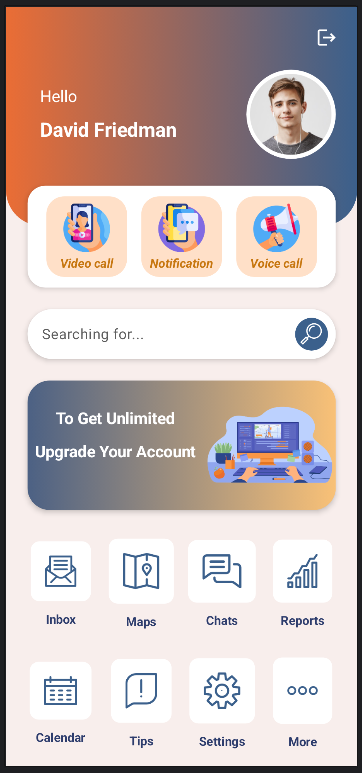 Hello
David Friedman
Video call
Notification
Voice call
Searching for...
To Get Unlimited
Upgrade Your Account
Inbox
Maps
Chats
Reports
Calendar
Tips
Settings
More